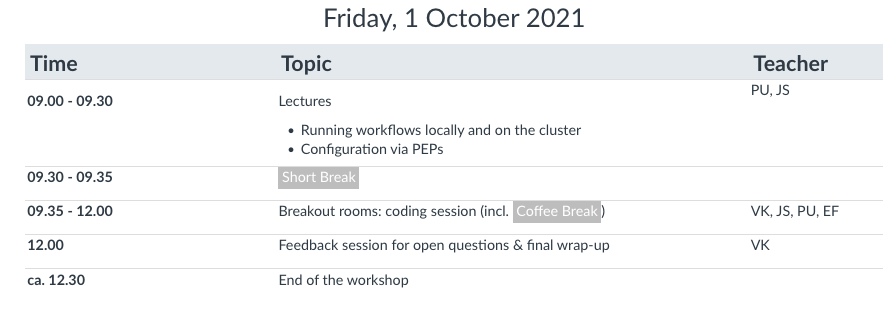 Friday, 1 October 2021
Time Topic Teacher
09.00 - 09.30 Lectures PU, JS
• Running workflows locally and on the cluster
• Configuration via PEPs
09.30 - 09.35 Short Break
09.35 - 12.00 Breakout rooms: coding session (incl. Coffee Break) VK, JS, PU, EF
12.00 Feedback session for open questions & final wrap-up VK
ca. 12.30 End of the workshop